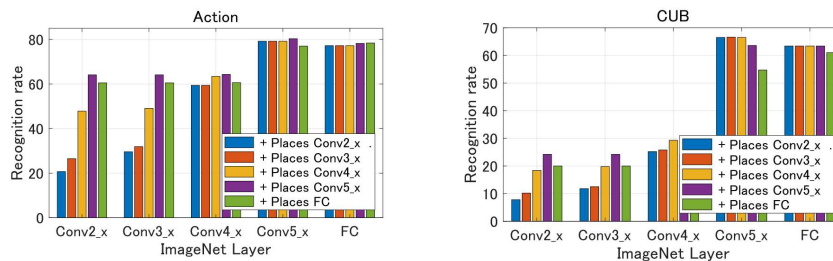 Action
Recognition rate
80
60
40
20
0
+ Places Conv2_x .
+ Places Conv3_x
+ Places Conv4_x
+ Places Conv5_x
+ Places FC
Conv2_x Conv3_x Conv4_x Conv5_x FC
ImageNet Layer
CUB
Recognition rate
70
60
50
40
30
20
10
0
+ Places Conv2_x .
+ Places Conv3_x
+ Places Conv4_x
+ Places Conv5_x
+ Places FC
Conv2_x Conv3_x Conv4_x Conv5_x FC
ImageNet Layer